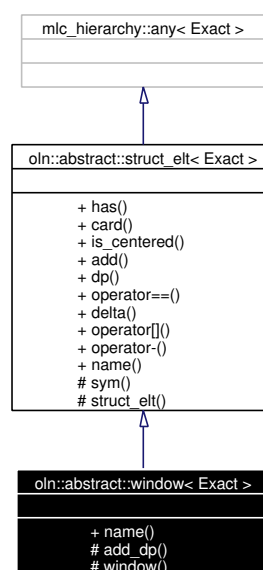 mlc_hierarchy::any< Exact >
oln::abstract::struct_elt< Exact >
+ has()
+ card()
+ is_centered()
+ add()
+ dp()
+ operator==()
+ delta()
+ operator[]()
+ operator-()
+ name()
# sym()
# struct_elt()
oln::abstract::window< Exact >
+ name()
# add_dp()
# window()